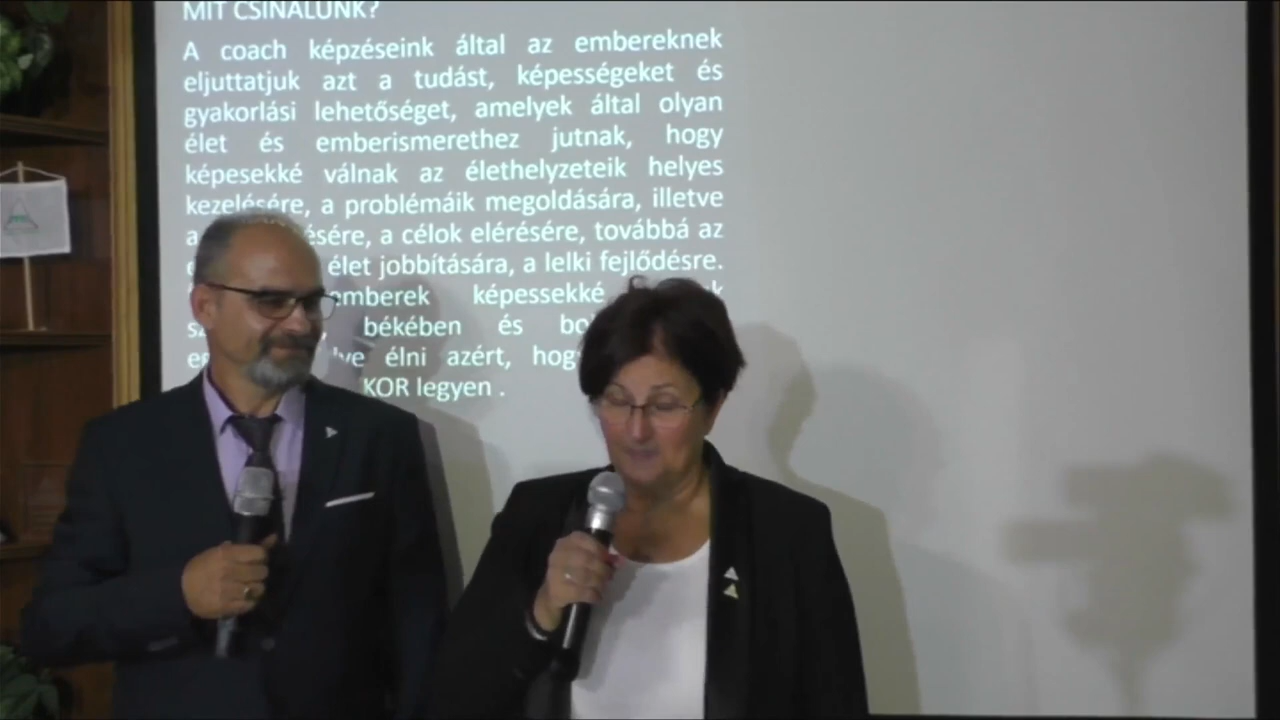 MIT CSINÁLUNK?
A coach képzéseink által az embereknek
eljuttatjuk azt a tudást, képességeket és
gyakorlási lehetőséget, amelyek által olyan
élet és emberismerethez jutnak, hogy
képesekké válnak az élethelyzeteik helyes
kezelésére, a problémáik megoldására, illetve
a célok elérésére, továbbá az
élet jobbítására, a lelki fejlődésre.
emberek képessekké
békében és
élni azért,
KOR legyen .